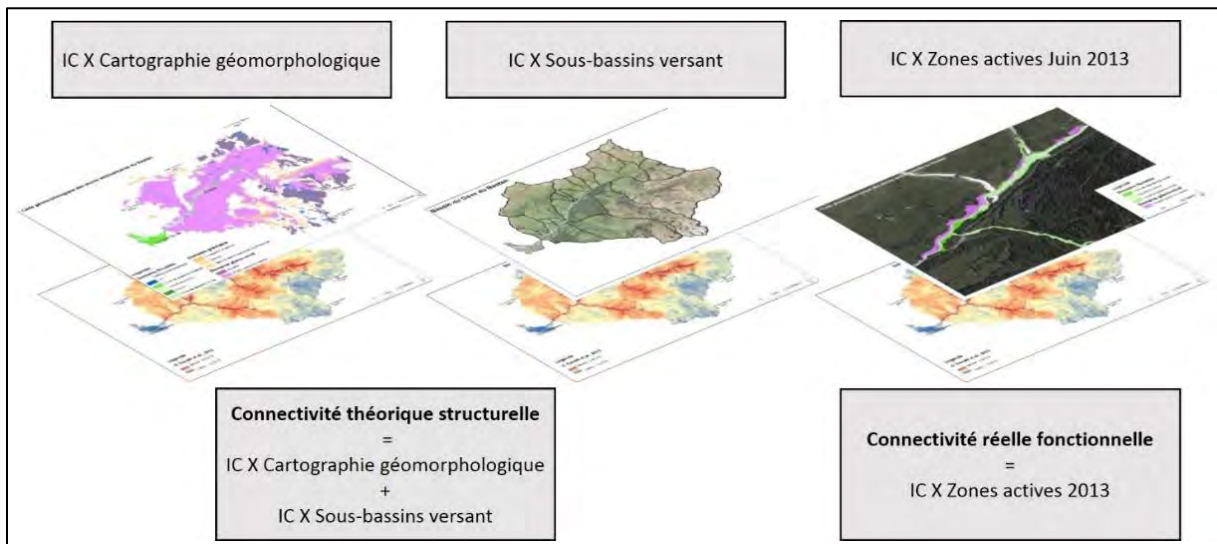 IC X Cartographie géomorphologique
IC X Sous-bassins versant
IC X Zones actives Juin 2013
Connectivité théorique structurelle
=
IC X Cartographie géomorphologique
+
IC X Sous-bassins versant
Connectivité réelle fonctionnelle
=
IC X Zones actives 2013